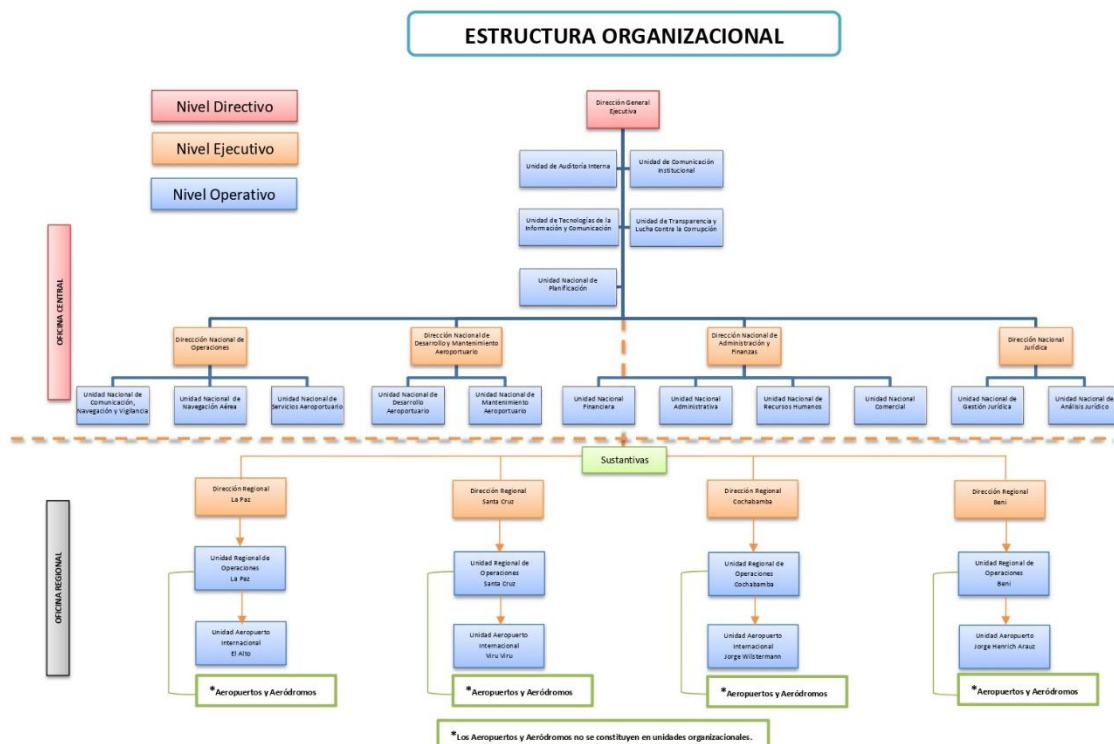 ESTRUCTURA ORGANIZACIONAL
Nivel Directivo
Nivel Ejecutivo
Nivel Operativo
OFICINA CENTRAL
Dirección General
Ejecutiva
Unidad de Auditoría Interna
Unidad de Comunicación
Institucional
Unidad de Tecnologías de la
Información y Comunicación
Unidad de Transparencia y
Lucha Contra la Corrupción
Unidad Nacional de
Planificación
Direcccón Nacional de
Operaciones
Dirección Nacional de
Desarrollo y Mantenimiento
Aeroportuario
Dirección Nacional de
Administración y
Finanzas
Dirección Nacional
Jurídica
Unidad Nacional de
Comunicación,
Navegación y Vigilancia
Unidad Nacional de
Navegación Aérea
Unidad Nacional de
Servicios Aeroportuario
Unidad Nacional de
Desarrollo
Aeroportuario
Unidad Nacional de
Mantenimiento
Aeroportuario
Unidad Nacional
Financiera
Unidad Nacional
Administrativa
Unidad Nacional de
Recursos Humanos
Unidad Nacional
Comercial
Unidad Nacional de
Gestión Jurídica
Unidad Nacional de
Análisis Jurídico
OFICINA REGIONAL
Sustantivas
Dirección Regional
La Paz
Dirección Regional
Santa Cruz
Dirección Regional
Cochabamba
Dirección Regional
Beni
Unidad Regional de
Operaciones
La Paz
Unidad Regional de
Operaciones
Santa Cruz
Unidad Regional de
Operaciones
Cochabamba
Unidad Regional de
Operaciones
Beni
Unidad Aeropuerto
Internacional
El Alto
Unidad Aeropuerto
Internacional
Viru Viru
Unidad Aeropuerto
Internacional
Jorge Wilstermann
Unidad Aeropuerto
Jorge Henrich Arauz
*Aeropuertos y Aeródromos
*Aeropuertos y Aeródromos
*Aeropuertos y Aeródromos
*Aeropuertos y Aeródromos
*Los Aeropuertos y Aeródromos no se constituyen en unidades organizacionales.